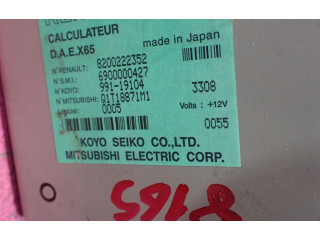 CALCULATEUR
D.A.E.X65
made in Japan
N°RENAULT: 8200222352
N°S.M.I.: 6900000427
N°KOYO: 991-19104 3308
N°MITSUBISHI: Q1T18871M1 Volts: +12V
0005
0055
KOYO SEIKO CO.,LTD.
MITSUBISHI ELECTRIC CORP.
8165